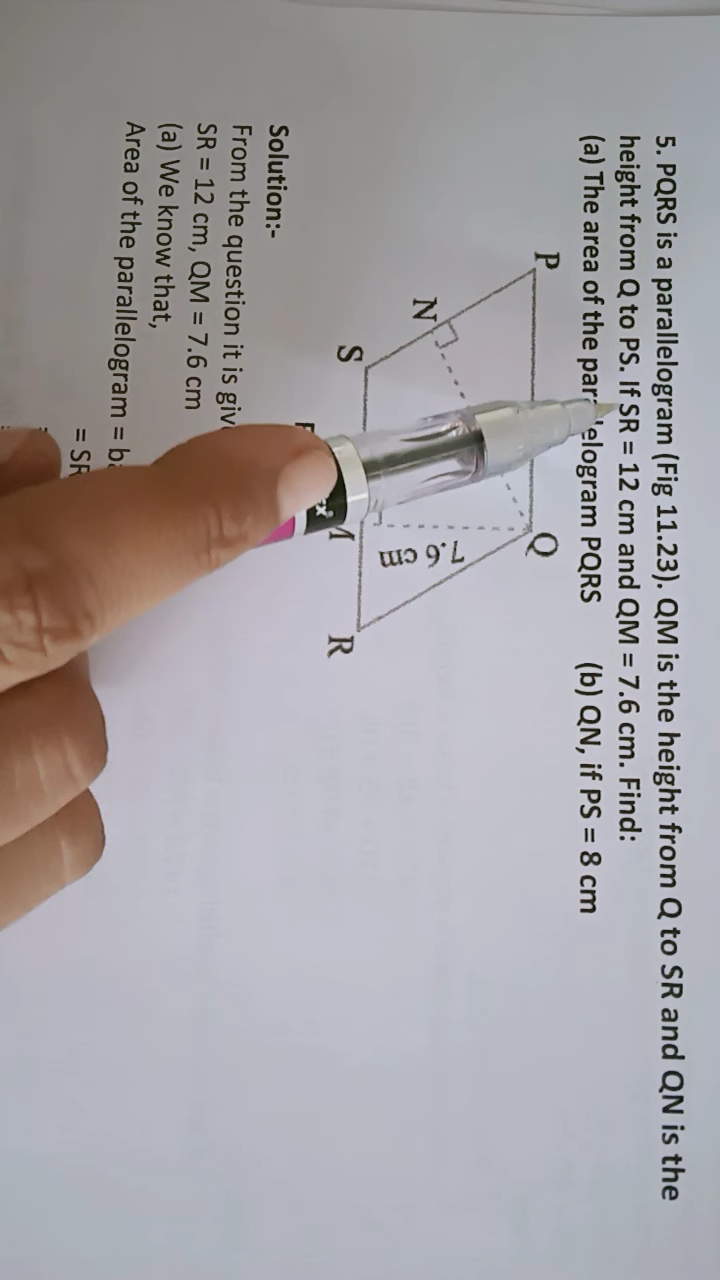 5. PQRS is a parallelogram (Fig 11.23). QM is the height from Q to SR and QN is the
height from Q to PS. If SR = 12 cm and QM = 7.6 cm. Find:
(a) The area of the parallelogram PQRS (b) QN, if PS = 8 cm
P
Q
N
7.6 cm
S
R
Solution:-
From the question it is giv
SR = 12 cm, QM = 7.6 cm
(a) We know that,
Area of the parallelogram = b
= SR